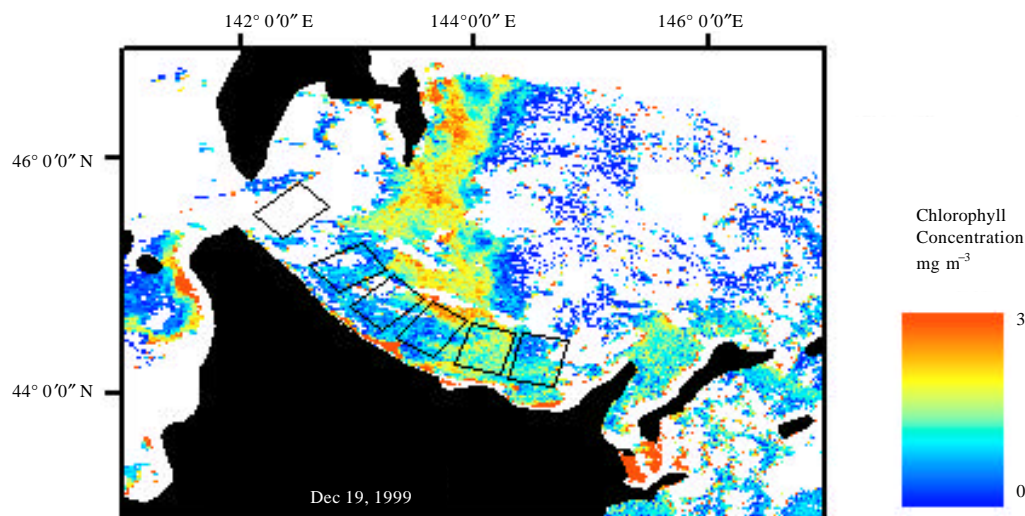 142° 0′0″ E
144°0′0″ E
146° 0′0″ E
46° 0′0″ N
44° 0′0″ N
Dec 19, 1999
Chlorophyll
Concentration
mg m⁻³
3
0